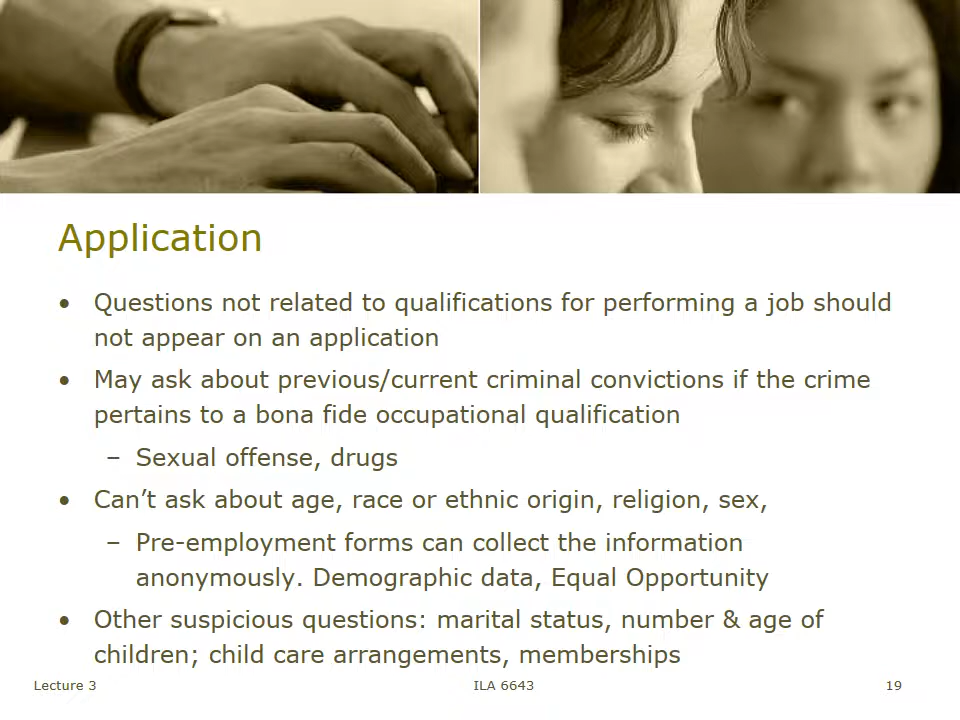 Application
• Questions not related to qualifications for performing a job should
not appear on an application
• May ask about previous/current criminal convictions if the crime
pertains to a bona fide occupational qualification
– Sexual offense, drugs
• Can’t ask about age, race or ethnic origin, religion, sex,
– Pre-employment forms can collect the information
anonymously. Demographic data, Equal Opportunity
• Other suspicious questions: marital status, number & age of
children; child care arrangements, memberships
Lecture 3 ILA 6643 19